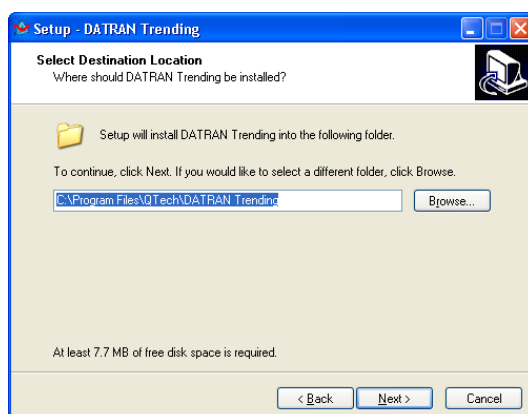 Setup - DATRAN Trending
Select Destination Location
Where should DATRAN Trending be installed?
Setup will install DATRAN Trending into the following folder.
To continue, click Next. If you would like to select a different folder, click Browse.
C:\Program Files\QTech\DATRAN Trending
Browse...
At least 7.7 MB of free disk space is required.
< Back
Next >
Cancel